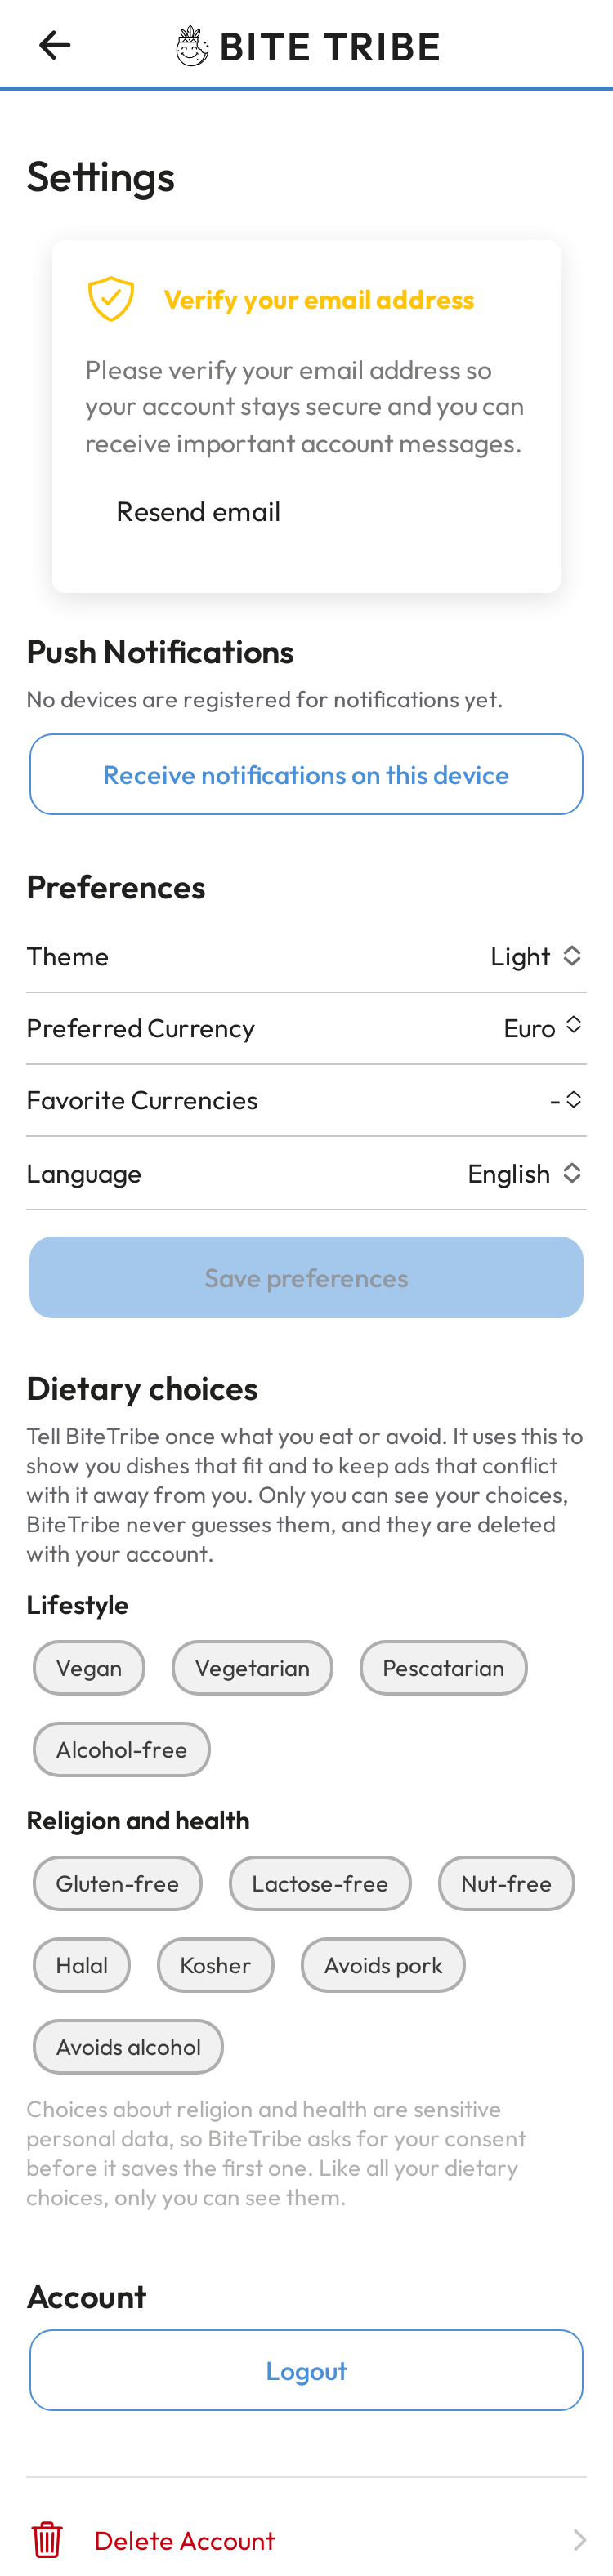 BITE TRIBE
Settings
Verify your email address
Please verify your email address so
your account stays secure and you can
receive important account messages.
Resend email
Push Notifications
No devices are registered for notifications yet.
Receive notifications on this device
Preferences
Theme Light
Preferred Currency Euro
Favorite Currencies -
Language English
Save preferences
Dietary choices
Tell BiteTribe once what you eat or avoid. It uses this to
show you dishes that fit and to keep ads that conflict
with it away from you. Only you can see your choices,
BiteTribe never guesses them, and they are deleted
with your account.
Lifestyle
Vegan Vegetarian Pescatarian
Alcohol-free
Religion and health
Gluten-free Lactose-free Nut-free
Halal Kosher Avoids pork
Avoids alcohol
Choices about religion and health are sensitive
personal data, so BiteTribe asks for your consent
before it saves the first one. Like all your dietary
choices, only you can see them.
Account
Logout
Delete Account